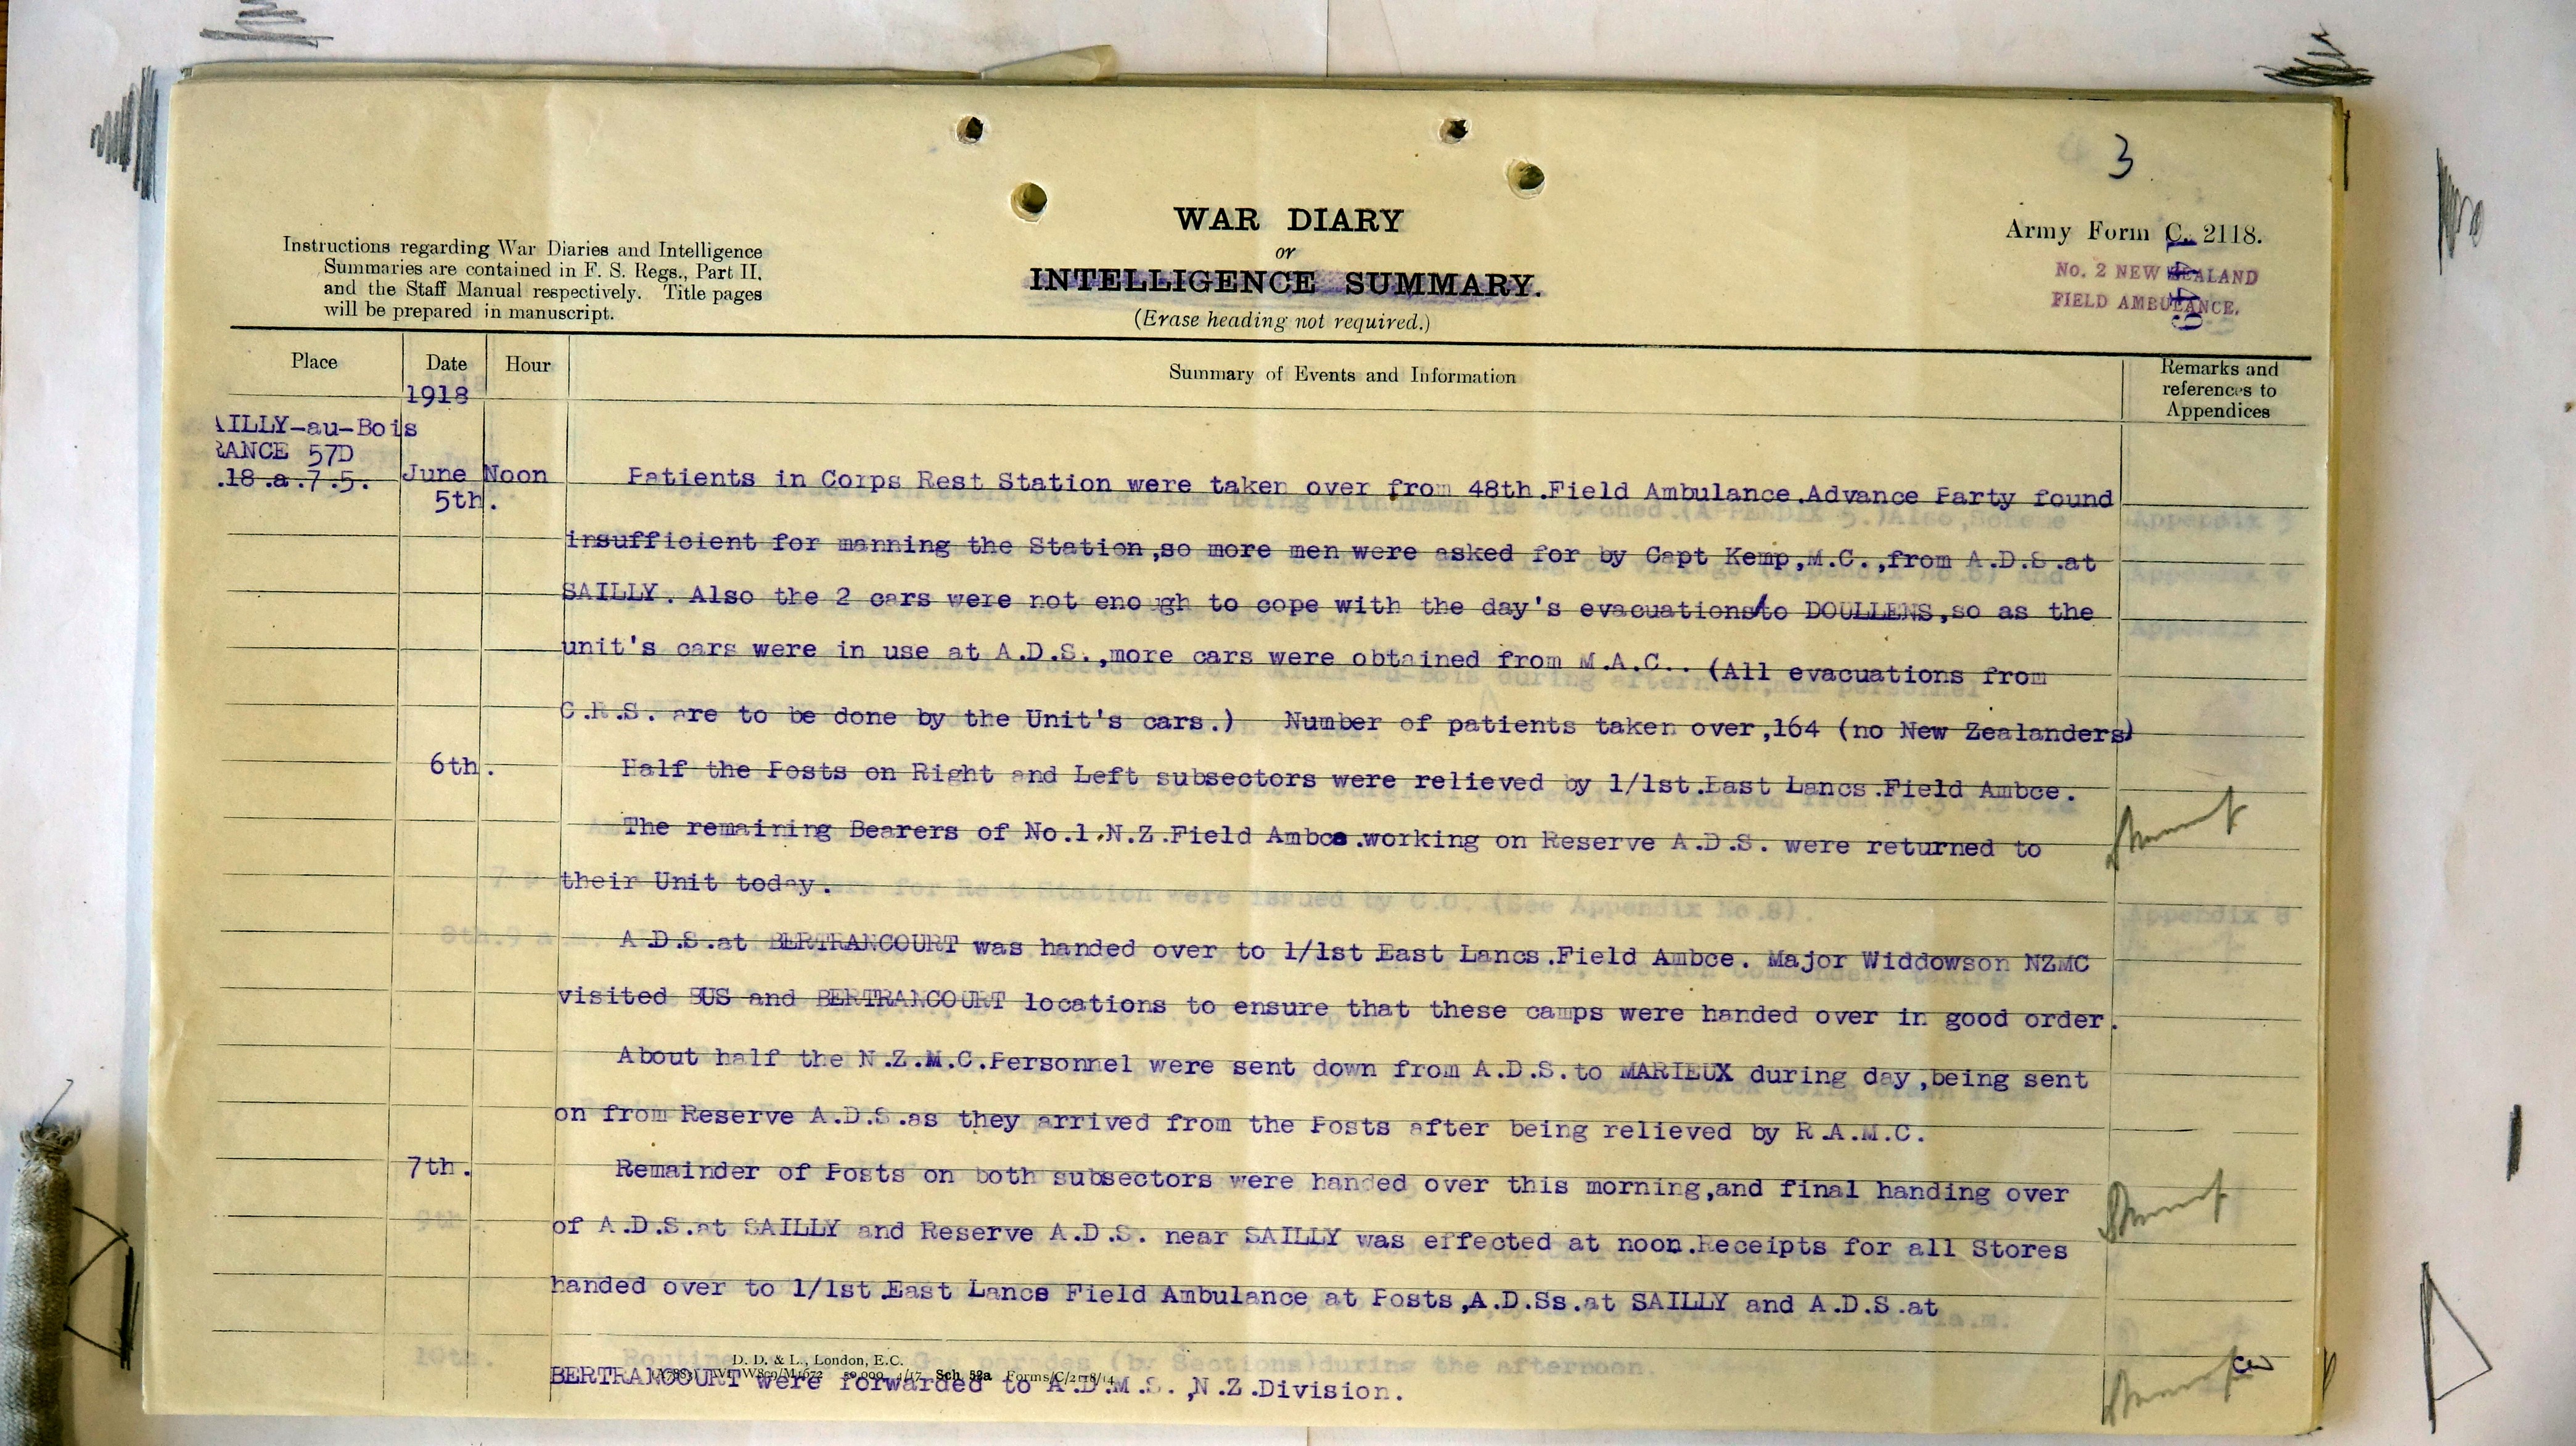 3
WAR DIARY
or
INTELLIGENCE SUMMARY.
(Erase heading not required.)
Instructions regarding War Diaries and Intelligence
Summaries are contained in F. S. Regs., Part II.
and the Staff Manual respectively. Title pages
will be prepared in manuscript.
Army Form C. 2118.
No. 2 NEW ZEALAND
FIELD AMBULANCE.
Place
Date
Hour
Summary of Events and Information
Remarks and
references to
Appendices
1918
AILLY-au-Bois
RANCE 57D
.18.a.7.5.
June Noon
5th.
Patients in Corps Rest Station were taken over from 48th.Field Ambulance.Advance Party found
insufficient for manning the Station,so more men were asked for by Capt Kemp,M.C.,from A.D.S.at
SAILLY. Also the 2 cars were not enough to cope with the day's evacuations to DOULLENS,so as the
unit's cars were in use at A.D.S.,more cars were obtained from M.A.C.. (All evacuations from
C.R.S. are to be done by the Unit's cars.) Number of patients taken over,164 (no New Zealanders)
6th. Half the Posts on Right and Left subsectors were relieved by 1/1st.East Lancs.Field Ambce.
The remaining Bearers of No.1.N.Z.Field Ambce.working on Reserve A.D.S. were returned to
their Unit today.
A.D.S.at BERTRANCOURT was handed over to 1/1st East Lancs.Field Ambce. Major Widdowson NZMC
visited BUS and BERTRANCOURT locations to ensure that these camps were handed over in good order.
About half the N.Z.M.C.Personnel were sent down from A.D.S.to MARIEUX during day,being sent
on from Reserve A.D.S.as they arrived from the Posts after being relieved by R.A.M.C.
7th. Remainder of Posts on both subsectors were handed over this morning,and final handing over
of A.D.S.at SAILLY and Reserve A.D.S. near SAILLY was effected at noon.Receipts for all Stores
handed over to 1/1st.East Lancs Field Ambulance at Posts,A.D.Ss.at SAILLY and A.D.S.at
BERTRANCOURT were forwarded to A.D.M.S.,N.Z.Division.
D. D. & L., London, E.C.
Sch 52a Forms/C/2118/14